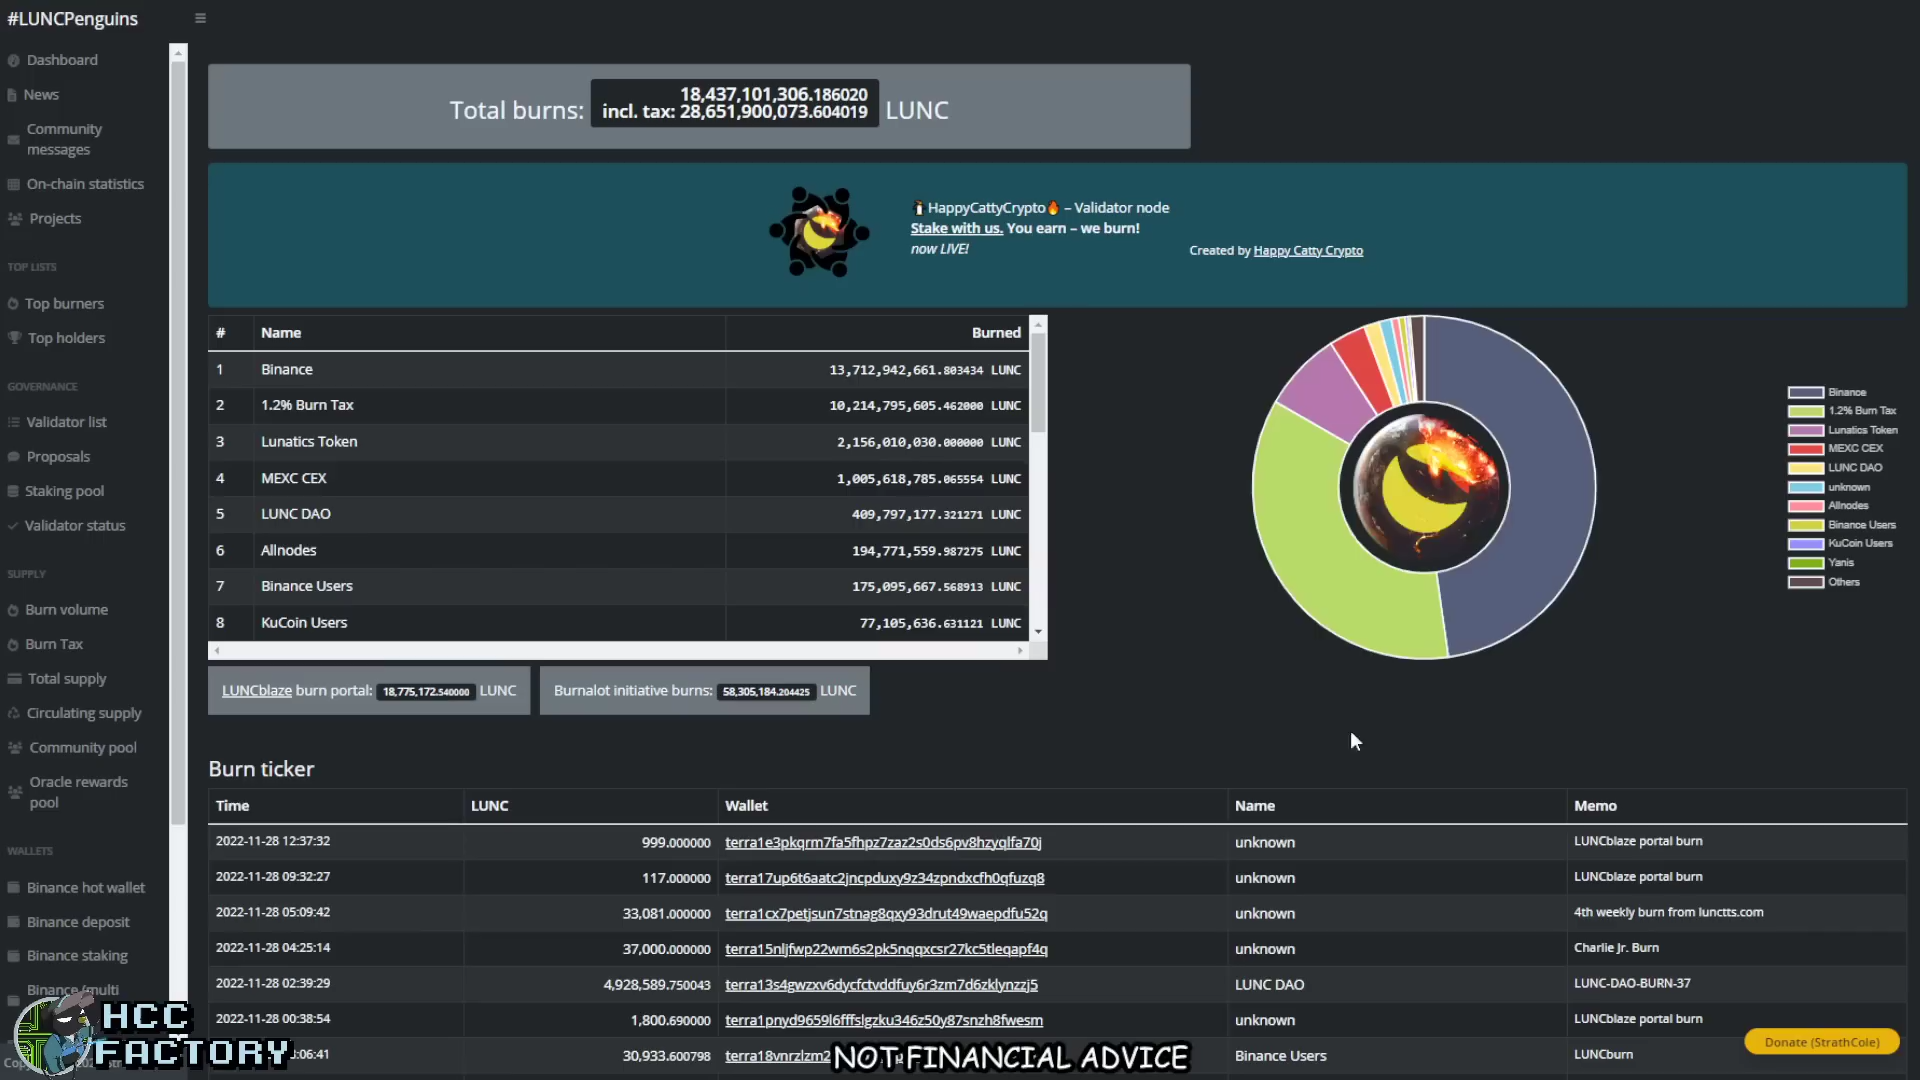 #LUNCPenguins
Dashboard
News
Community
messages
On-chain statistics
Projects
TOP LISTS
Top burners
Top holders
GOVERNANCE
Validator list
Proposals
Staking pool
Validator status
SUPPLY
Burn volume
Burn Tax
Total supply
Circulating supply
Community pool
Oracle rewards
pool
WALLETS
Binance hot wallet
Binance deposit
Binance staking
Binance (multi
HCC
FACTORY
Total burns: 18,437,101,306.186020
incl. tax: 28,651,900,073.604019 LUNC
HappyCattyCrypto – Validator node
Stake with us. You earn – we burn!
now LIVE!
Created by Happy Catty Crypto
# Name Burned
1 Binance 13,712,942,661.803434 LUNC
2 1.2% Burn Tax 10,214,795,605.462000 LUNC
3 Lunatics Token 2,156,010,030.000000 LUNC
4 MEXC CEX 1,005,618,785.065554 LUNC
5 LUNC DAO 409,797,177.321271 LUNC
6 Allnodes 194,771,559.987275 LUNC
7 Binance Users 175,095,667.568913 LUNC
8 KuCoin Users 77,105,636.631121 LUNC
Binance
1.2% Burn Tax
Lunatics Token
MEXC CEX
LUNC DAO
unknown
Allnodes
Binance Users
KuCoin Users
Yanis
Others
LUNCblaze burn portal: 18,775,172.540000 LUNC
Burnalot initiative burns: 58,305,184.204425 LUNC
Burn ticker
Time LUNC Wallet Name Memo
2022-11-28 12:37:32 999.000000 terra1e3pkqrm7fa5fhpz7zaz2s0ds6pv8hzyqlfa70j unknown LUNCblaze portal burn
2022-11-28 09:32:27 117.000000 terra17up6t6aatc2jncpduxy9z34zpndxcfh0qfuzq8 unknown LUNCblaze portal burn
2022-11-28 05:09:42 33,081.000000 terra1cx7petjsun7stnag8qxy93drut49waepdfu52q unknown 4th weekly burn from lunctts.com
2022-11-28 04:25:14 37,000.000000 terra15nljfwp22wm6s2pk5nqqxcsr27kc5tleqapf4q unknown Charlie Jr. Burn
2022-11-28 02:39:29 4,928,589.750043 terra13s4gwzxv6dycfctvddfuy6r3zm7d6zklynzzj5 LUNC DAO LUNC-DAO-BURN-37
2022-11-28 00:38:54 1,800.690000 terra1pnyd9659l6fffslgzku346z50y87snzh8fwesm unknown LUNCblaze portal burn
:06:41 30,933.600798 terra18vnrzlzm2 Binance Users LUNCburn
Donate (StrathCole)
NOT FINANCIAL ADVICE